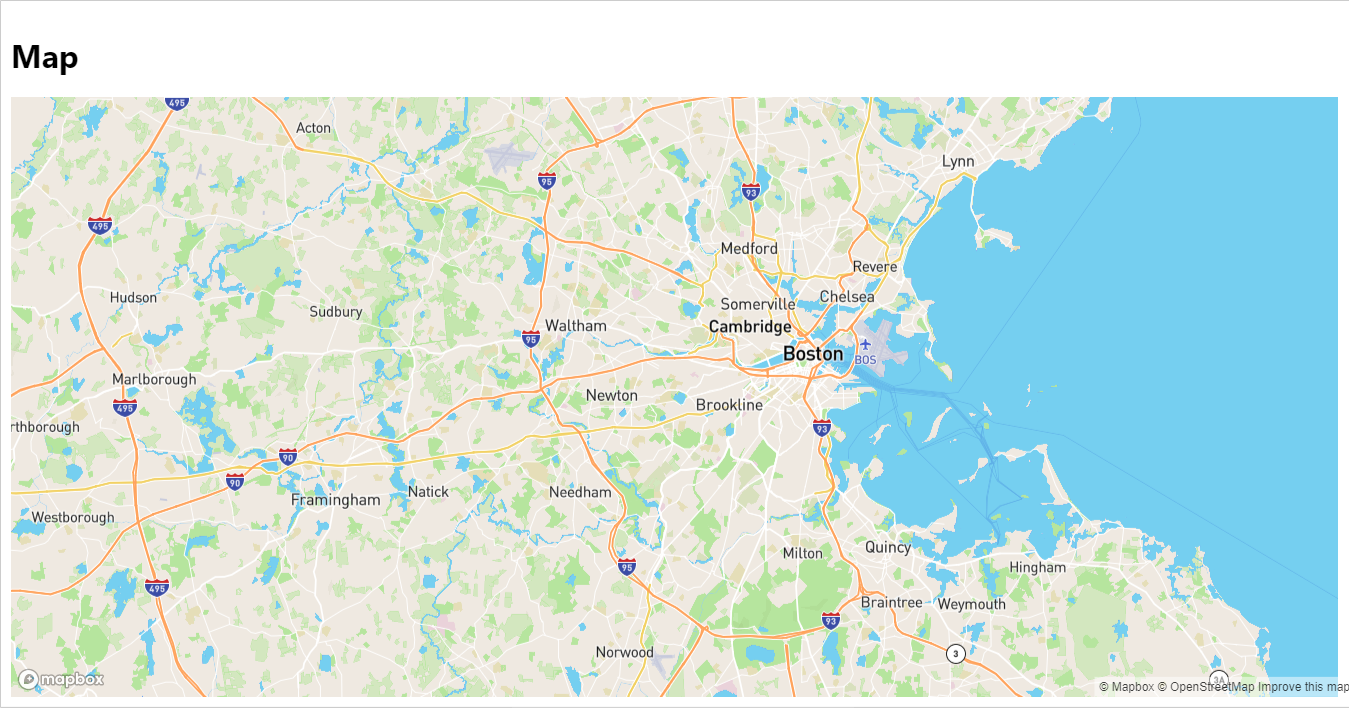 Map
495
Acton
Lynn
95
93
495
Medford
Revere
Hudson
Chelsea
Sudbury
Somerville
Waltham
Cambridge
95
Boston
BOS
Marlborough
Newton
495
Brookline
rthborough
93
90
90
Framingham
Natick
Needham
Westborough
Milton
Quincy
95
Hingham
495
Braintree
Weymouth
93
Norwood
3
3A
mapbox
© Mapbox © OpenStreetMap Improve this map